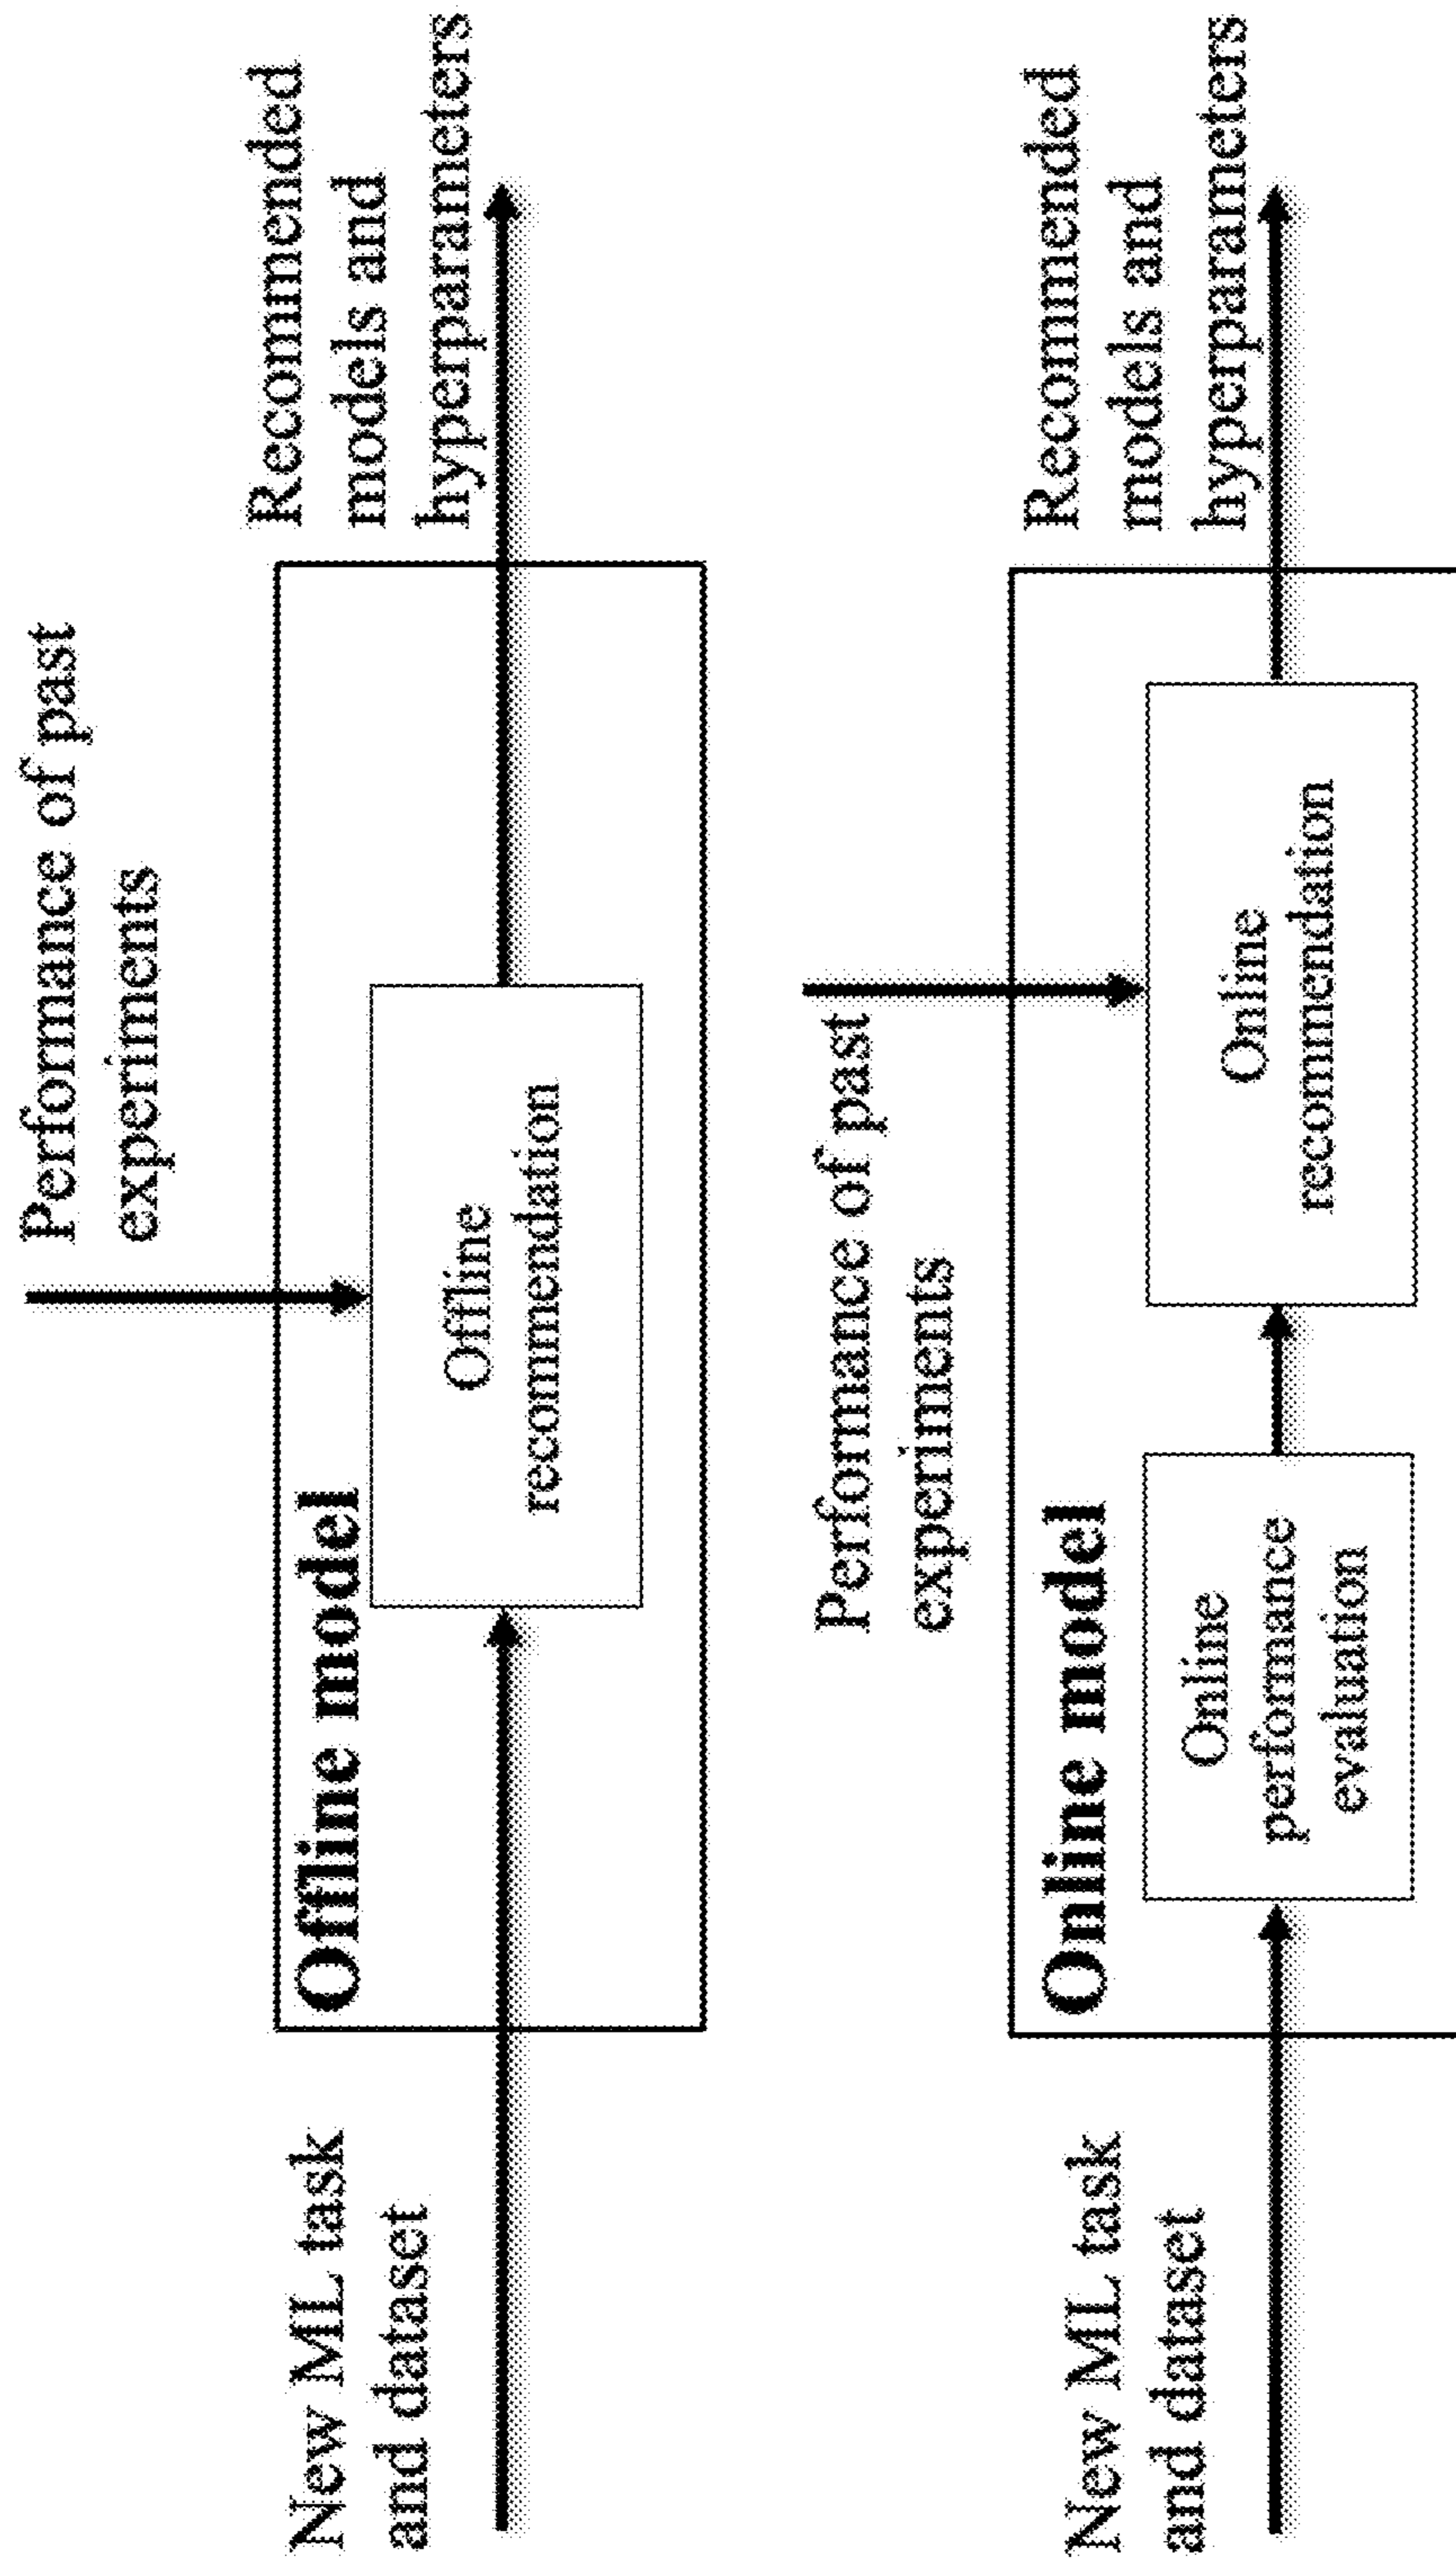 Performance of past
experiments
Offline model
New ML task
and dataset
Offline
recommendation
Recommended
models and
hyperparameters
Performance of past
experiments
Online model
New ML task
and dataset
Online
performance
evaluation
Online
recommendation
Recommended
models and
hyperparameters